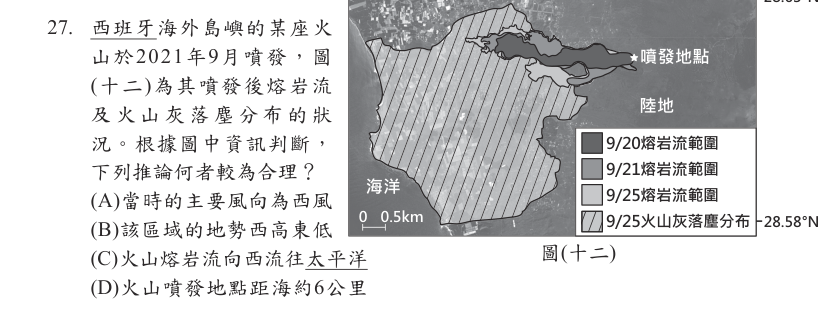 27. 西班牙海外島嶼的某座火
山於2021年9月噴發，圖
(十二)為其噴發後熔岩流
及火山灰落塵分布的狀
況。根據圖中資訊判斷，
下列推論何者較為合理？
(A)當時的主要風向為西風
(B)該區域的地勢西高東低
(C)火山熔岩流向西流往太平洋
(D)火山噴發地點距海約6公里
噴發地點
陸地
海洋
0 0.5km
9/20熔岩流範圍
9/21熔岩流範圍
9/25熔岩流範圍
9/25火山灰落塵分布
28.58°N
圖(十二)